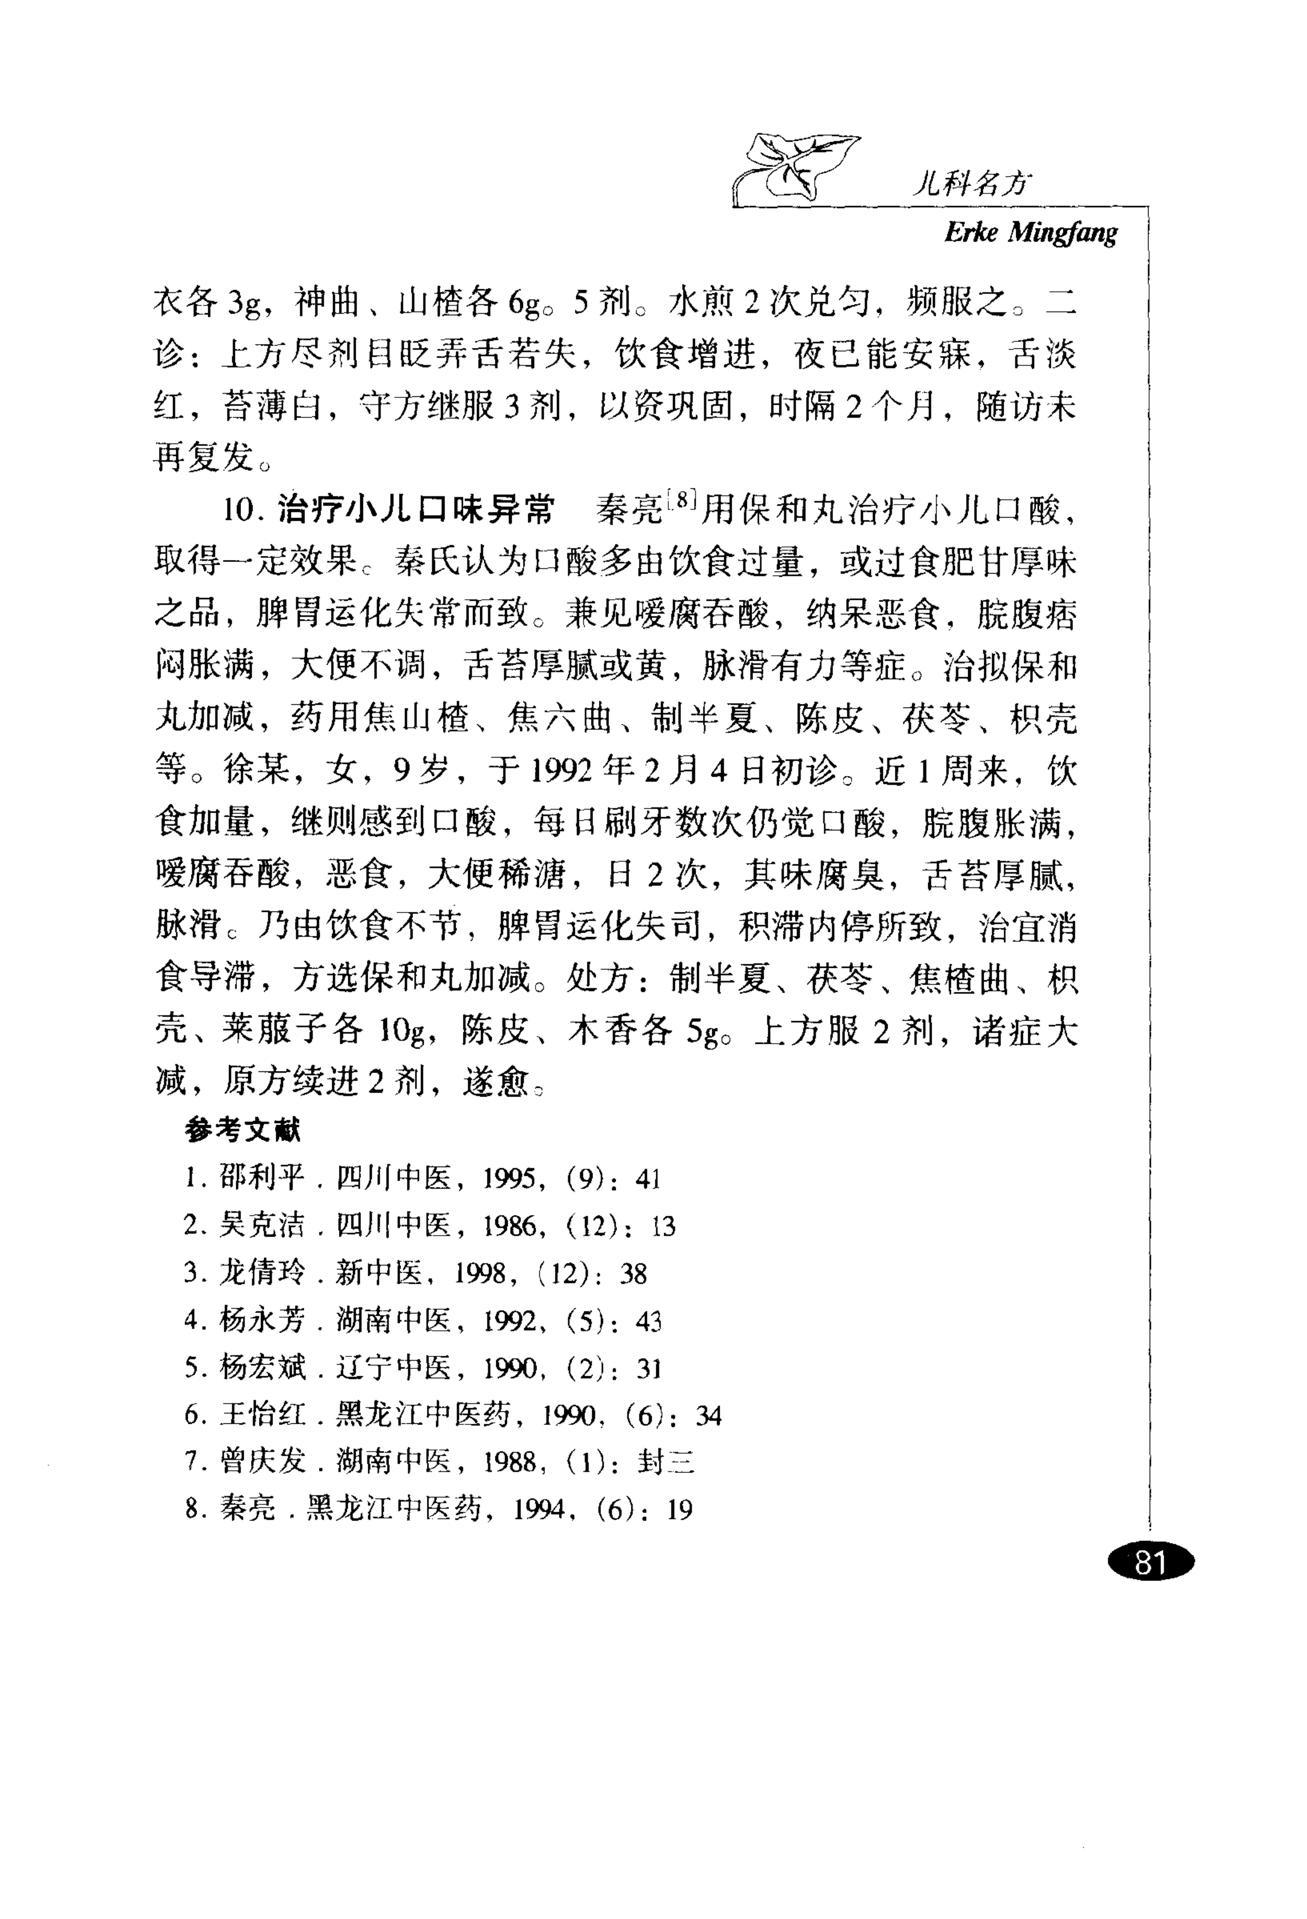 儿科名方
Erke Mingfang
衣各3g，神曲、山楂各6g。5剂。水煎2次兑匀，频服之。二
诊：上方尽剂目眨弄舌若失，饮食增进，夜已能安寐，舌淡
红，苔薄白，守方继服3剂，以资巩固，时隔2个月，随访未
再复发。
10. 治疗小儿口味异常　秦亮[8]用保和丸治疗小儿口酸，
取得一定效果。秦氏认为口酸多由饮食过量，或过食肥甘厚味
之品，脾胃运化失常而致。兼见嗳腐吞酸，纳呆恶食，脘腹痞
闷胀满，大便不调，舌苔厚腻或黄，脉滑有力等症。治拟保和
丸加减，药用焦山楂、焦六曲、制半夏、陈皮、茯苓、枳壳
等。徐某，女，9岁，于1992年2月4日初诊。近1周来，饮
食加量，继则感到口酸，每日刷牙数次仍觉口酸，脘腹胀满，
嗳腐吞酸，恶食，大便稀溏，日2次，其味腐臭，舌苔厚腻，
脉滑。乃由饮食不节，脾胃运化失司，积滞内停所致，治宜消
食导滞，方选保和丸加减。处方：制半夏、茯苓、焦楂曲、枳
壳、莱菔子各10g，陈皮、木香各5g。上方服2剂，诸症大
减，原方续进2剂，遂愈。
参考文献
1. 邵利平．四川中医，1995，（9）：41
2. 吴克洁．四川中医，1986，（12）：13
3. 龙倩玲．新中医，1998，（12）：38
4. 杨永芳．湖南中医，1992，（5）：43
5. 杨宏斌．辽宁中医，1990，（2）：31
6. 王怡红．黑龙江中医药，1990，（6）：34
7. 曾庆发．湖南中医，1988，（1）：封三
8. 秦亮．黑龙江中医药，1994，（6）：19
81